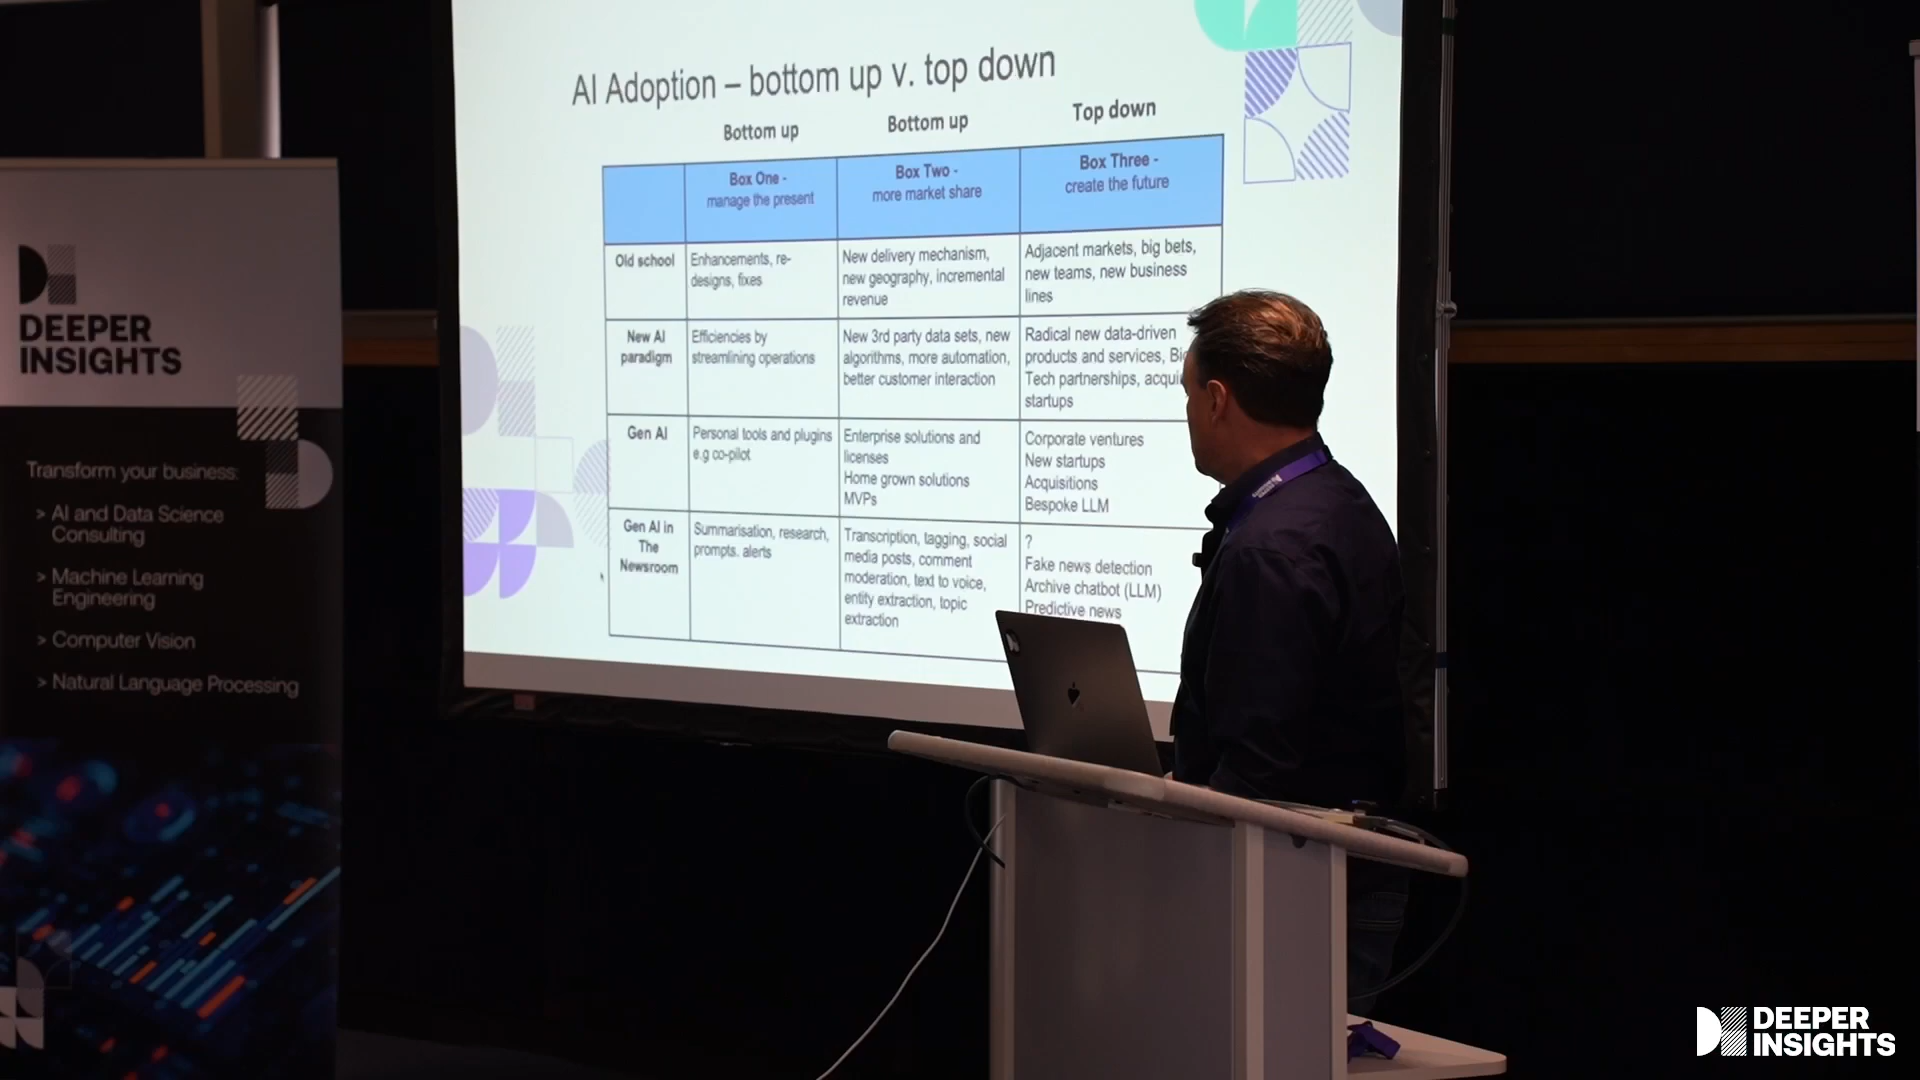 AI Adoption – bottom up v. top down
Bottom up
Bottom up
Top down
Box One -
manage the present
Box Two -
more market share
Box Three -
create the future
Old school
Enhancements, re-
designs, fixes
New delivery mechanism,
new geography, incremental
revenue
Adjacent markets, big bets,
new teams, new business
lines
New AI
paradigm
Efficiencies by
streamlining operations
New 3rd party data sets, new
algorithms, more automation,
better customer interaction
Radical new data-driven
products and services,
Tech partnerships,
startups
Gen AI
Personal tools and plugins
e.g co-pilot
Enterprise solutions and
licenses
Home grown solutions
MVPs
Corporate ventures
New startups
Acquisitions
Bespoke LLM
Gen AI in
The
Newsroom
Summarisation, research,
prompts. alerts
Transcription, tagging, social
media posts, comment
moderation, text to voice,
entity extraction, topic
extraction
?
Fake news detection
Archive chatbot (LLM)
Predictive news
DEEPER
INSIGHTS
Transform your business:
> AI and Data Science
Consulting
> Machine Learning
Engineering
> Computer Vision
> Natural Language Processing
DEEPER
INSIGHTS